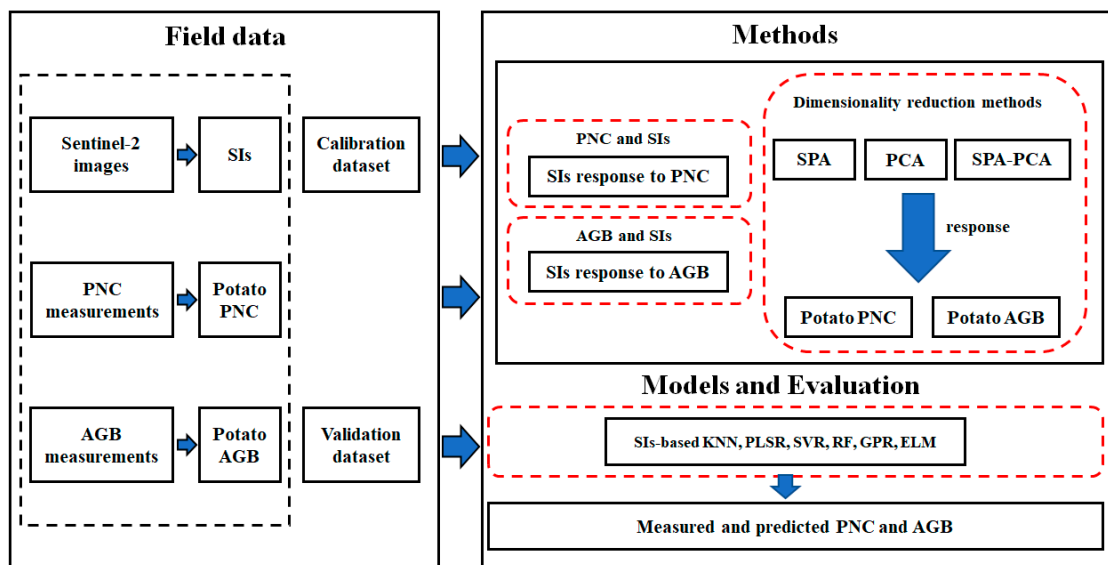 Field data
Sentinel-2
images
SIs
Calibration
dataset
PNC
measurements
Potato
PNC
AGB
measurements
Potato
AGB
Validation
dataset
Methods
PNC and SIs
SIs response to PNC
AGB and SIs
SIs response to AGB
Dimensionality reduction methods
SPA
PCA
SPA-PCA
response
Potato PNC
Potato AGB
Models and Evaluation
SIs-based KNN, PLSR, SVR, RF, GPR, ELM
Measured and predicted PNC and AGB